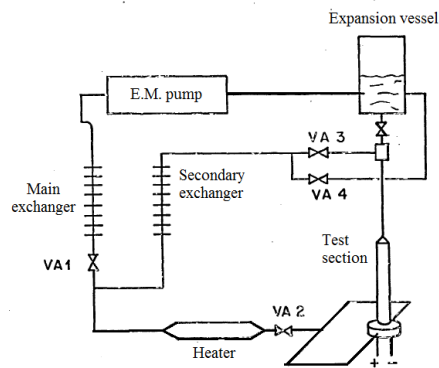 Expansion vessel
E.M. pump
VA 3
Secondary
exchanger
VA 4
Main
exchanger
VA1
Test
section
VA 2
Heater
+ -